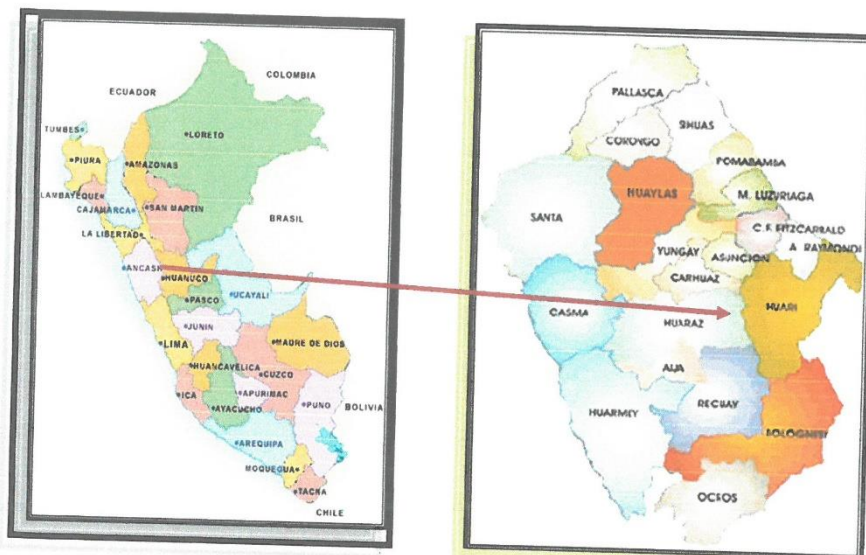 COLOMBIA
ECUADOR
TUMBES
LORETO
PIURA
AMAZONAS
LAMBAYEQUE
CAJAMARCA
SAN MARTIN
BRASIL
LA LIBERTAD
ANCASH
HUANUCO
PASCO
UCAYALI
JUNIN
LIMA
MADRE DE DIOS
HUANCAVELICA
CUZCO
ICA
APURIMAC
AYACUCHO
PUNO
BOLIVIA
AREQUIPA
MOQUEGUA
TACNA
CHILE
PALLASCA
SIHUAS
CORONGO
POMABAMBA
HUAYLAS
M. LUZURIAGA
SANTA
C.F. FITZCARRALD
A. RAYMONDI
YUNGAY
ASUNCION
CARHUAZ
CASMA
HUARI
HUARAZ
AIJA
RECUAY
HUARMEY
BOLOGNESI
OCROS